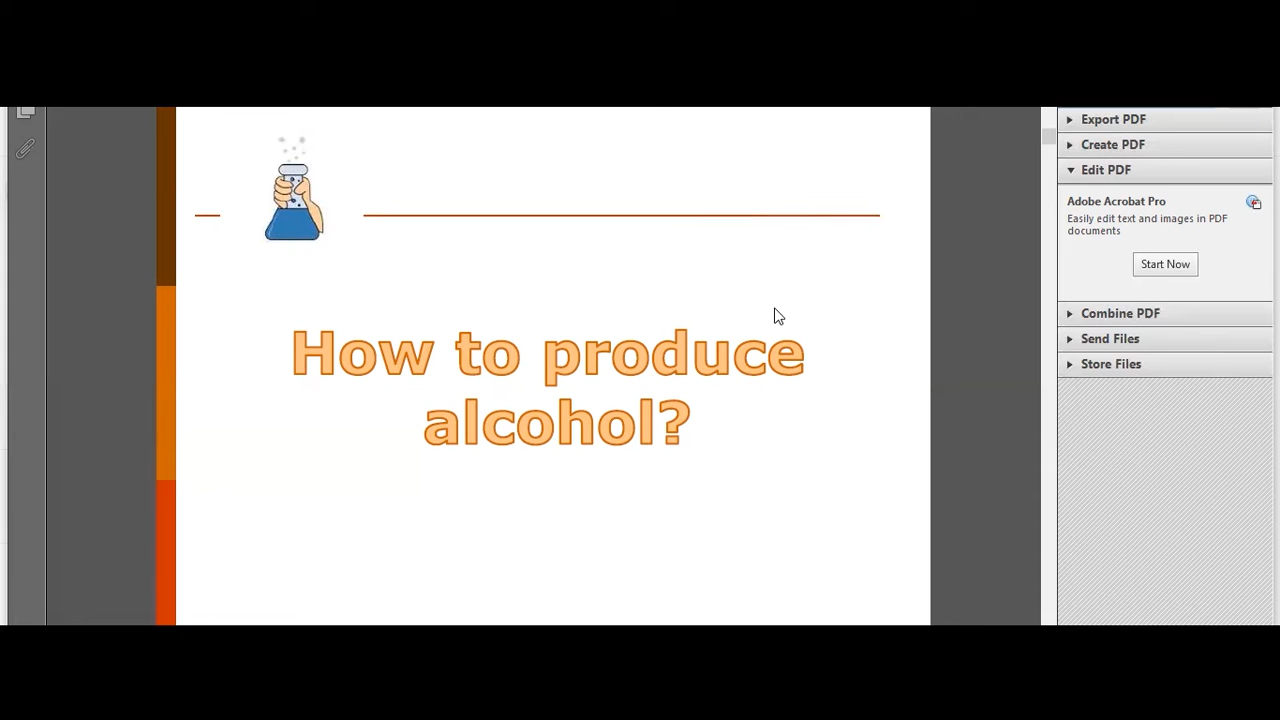 How to produce
alcohol?
Export PDF
Create PDF
Edit PDF
Adobe Acrobat Pro
Easily edit text and images in PDF
documents
Start Now
Combine PDF
Send Files
Store Files